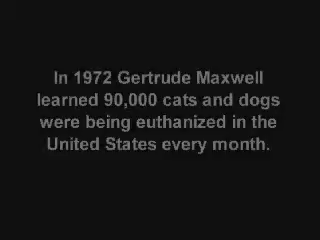 In 1972 Gertrude Maxwell
learned 90,000 cats and dogs
were being euthanized in the
United States every month.